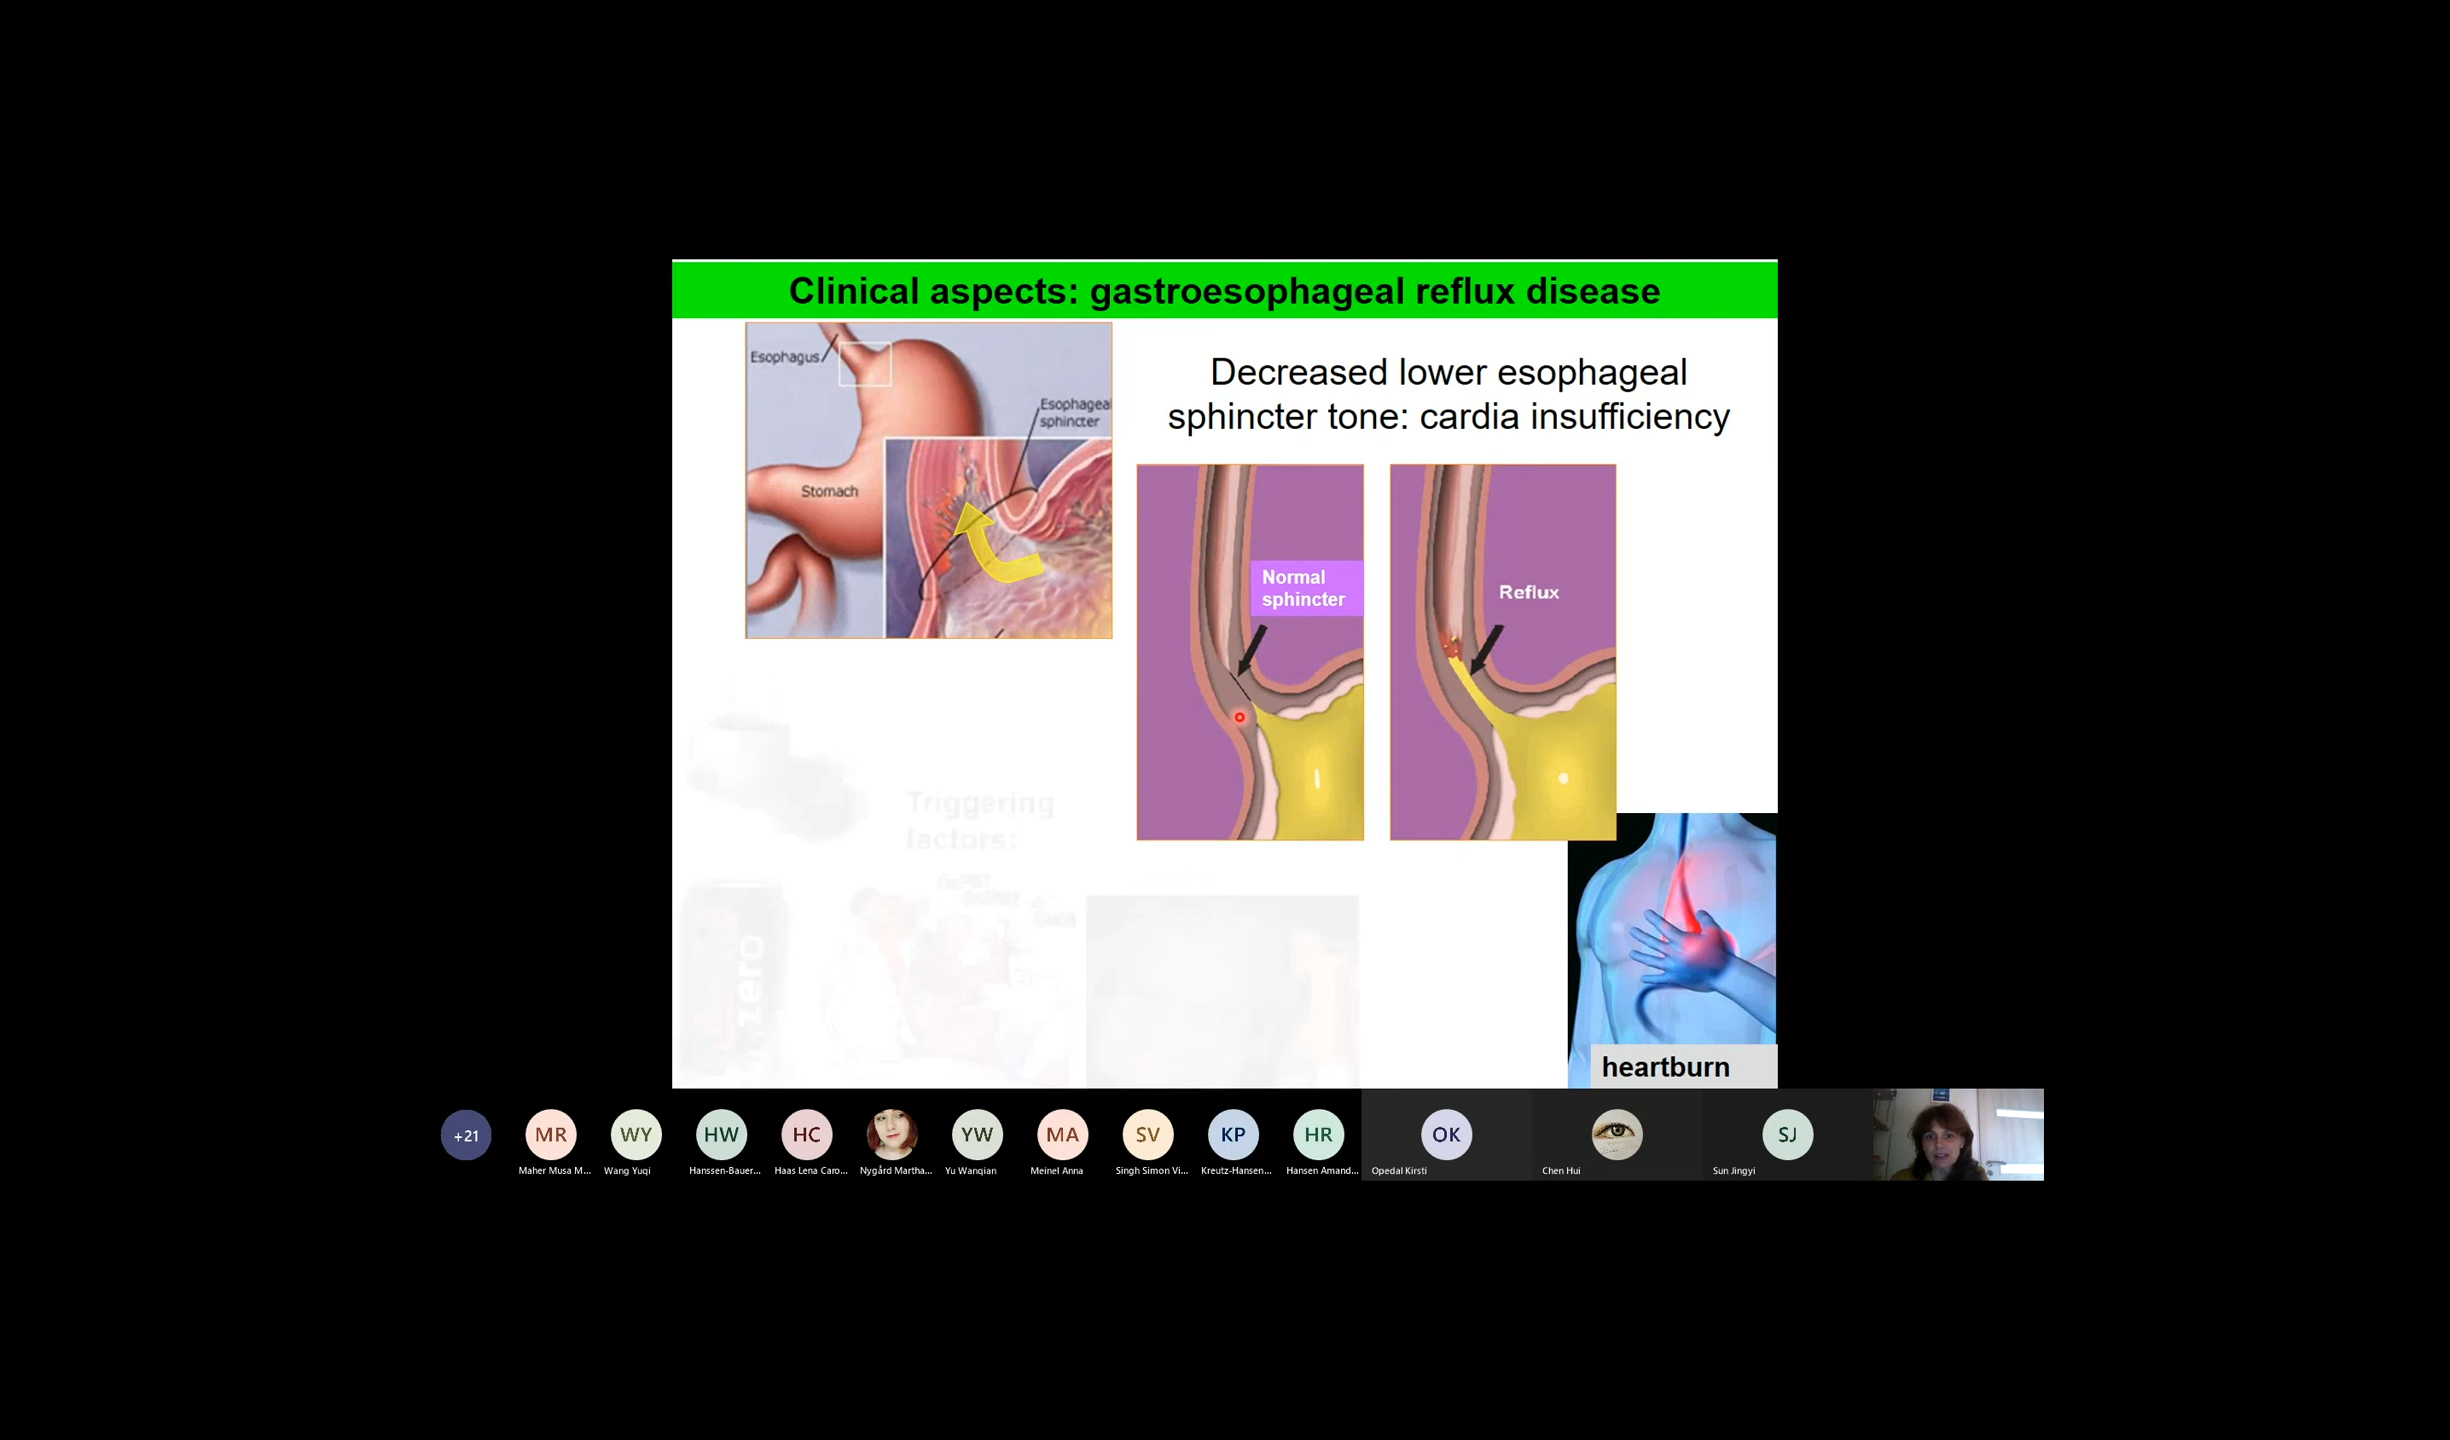 Clinical aspects: gastroesophageal reflux disease
Esophagus
Esophageal
sphincter
Stomach
Decreased lower esophageal
sphincter tone: cardia insufficiency
Normal
sphincter
Reflux
Triggering
factors:
zero
heartburn
+21
MR
WY
HW
HC
YW
MA
SV
KP
HR
OK
SJ
Maher Musa M...
Wang Yuqi
Hanssen-Bauer...
Haas Lena Caro...
Nygård Martha...
Yu Wanqian
Meinel Anna
Singh Simon Vi...
Kreutz-Hansen...
Hansen Amand...
Opedal Kirsti
Chen Hui
Sun Jingyi